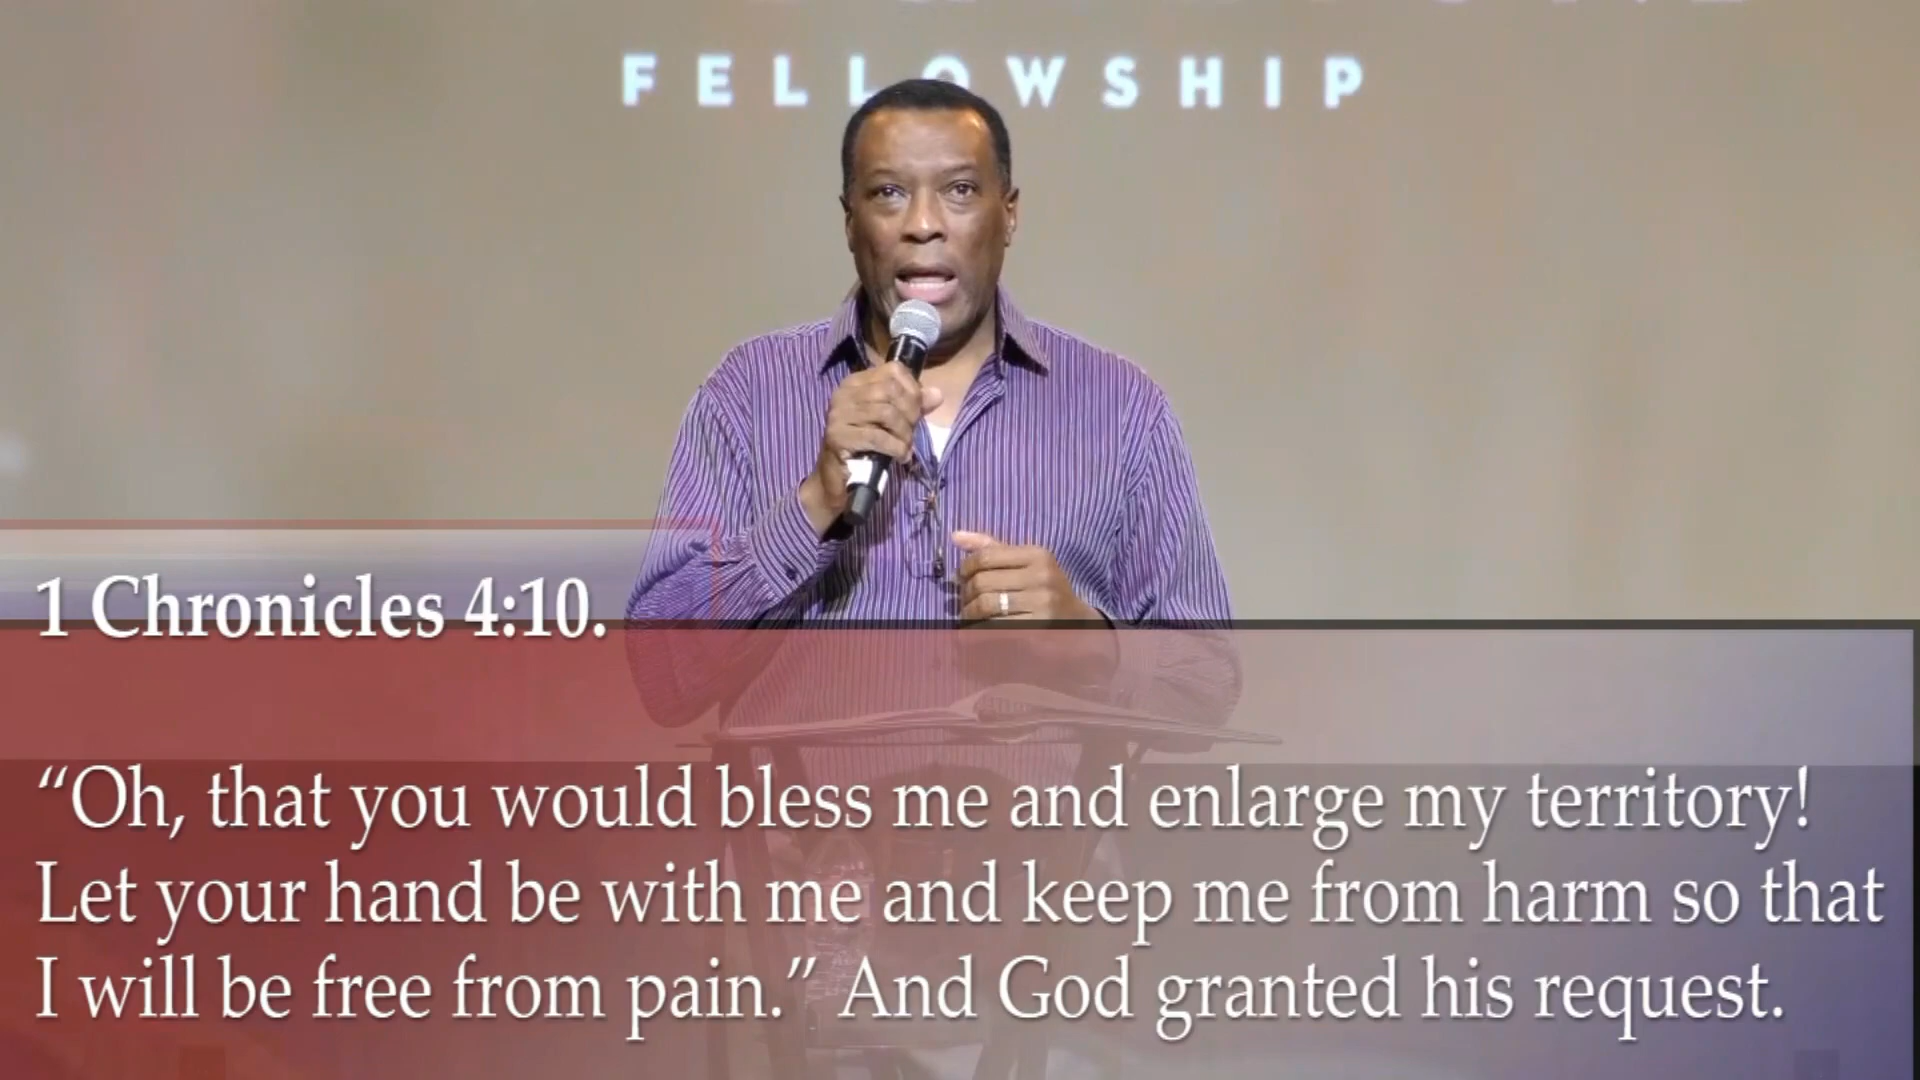 FELLOWSHIP
1 Chronicles 4:10.
“Oh, that you would bless me and enlarge my territory!
Let your hand be with me and keep me from harm so that
I will be free from pain.” And God granted his request.